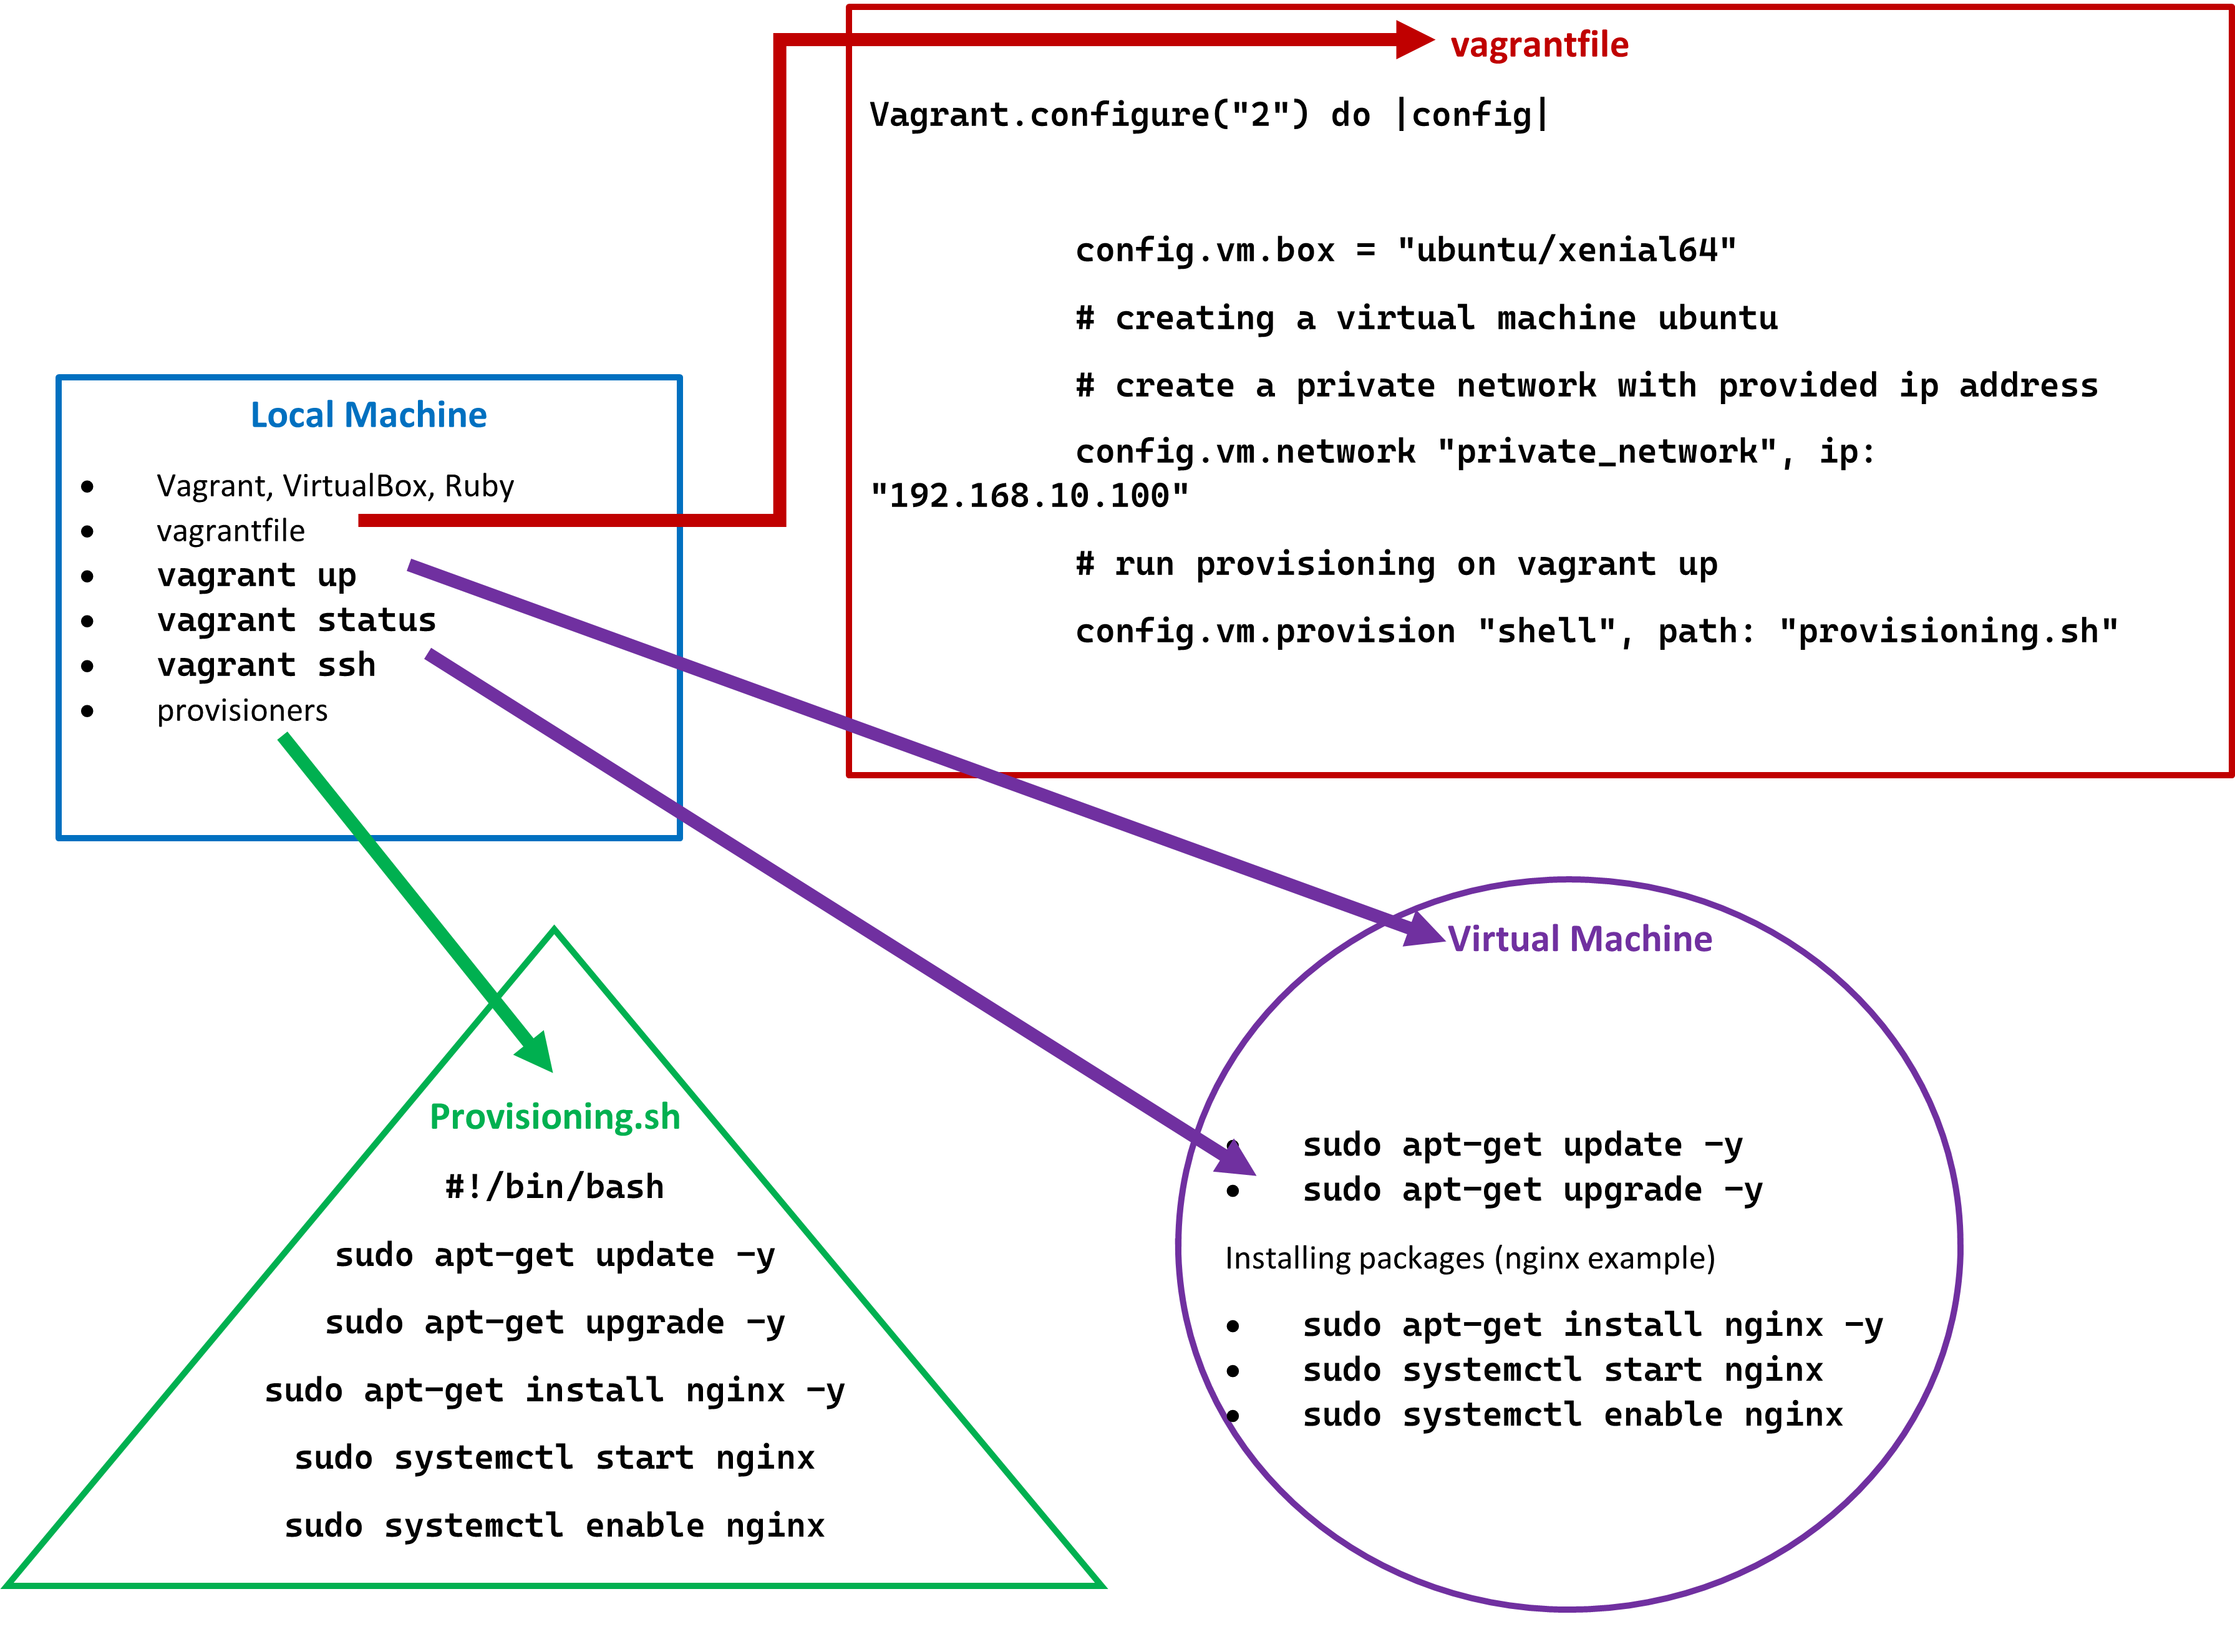 vagrantfile
Vagrant.configure("2") do |config|
config.vm.box = "ubuntu/xenial64"
# creating a virtual machine ubuntu
# create a private network with provided ip address
config.vm.network "private_network", ip:
"192.168.10.100"
# run provisioning on vagrant up
config.vm.provision "shell", path: "provisioning.sh"
Local Machine
• Vagrant, VirtualBox, Ruby
• vagrantfile
• vagrant up
• vagrant status
• vagrant ssh
• provisioners
Provisioning.sh
#!/bin/bash
sudo apt-get update -y
sudo apt-get upgrade -y
sudo apt-get install nginx -y
sudo systemctl start nginx
sudo systemctl enable nginx
Virtual Machine
• sudo apt-get update -y
• sudo apt-get upgrade -y
Installing packages (nginx example)
• sudo apt-get install nginx -y
• sudo systemctl start nginx
• sudo systemctl enable nginx